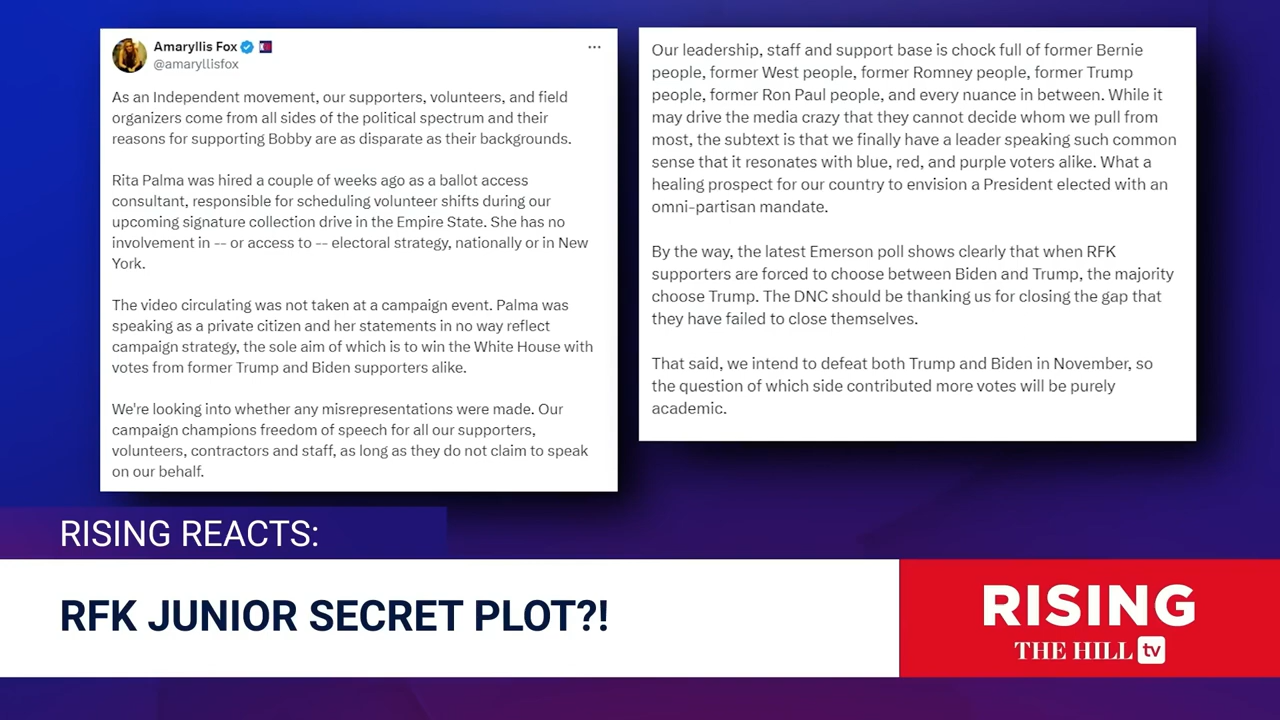 Amaryllis Fox
@amaryllisfox
As an Independent movement, our supporters, volunteers, and field
organizers come from all sides of the political spectrum and their
reasons for supporting Bobby are as disparate as their backgrounds.
Rita Palma was hired a couple of weeks ago as a ballot access
consultant, responsible for scheduling volunteer shifts during our
upcoming signature collection drive in the Empire State. She has no
involvement in -- or access to -- electoral strategy, nationally or in New
York.
The video circulating was not taken at a campaign event. Palma was
speaking as a private citizen and her statements in no way reflect
campaign strategy, the sole aim of which is to win the White House with
votes from former Trump and Biden supporters alike.
We're looking into whether any misrepresentations were made. Our
campaign champions freedom of speech for all our supporters,
volunteers, contractors and staff, as long as they do not claim to speak
on our behalf.
Our leadership, staff and support base is chock full of former Bernie
people, former West people, former Romney people, former Trump
people, former Ron Paul people, and every nuance in between. While it
may drive the media crazy that they cannot decide whom we pull from
most, the subtext is that we finally have a leader speaking such common
sense that it resonates with blue, red, and purple voters alike. What a
healing prospect for our country to envision a President elected with an
omni-partisan mandate.
By the way, the latest Emerson poll shows clearly that when RFK
supporters are forced to choose between Biden and Trump, the majority
choose Trump. The DNC should be thanking us for closing the gap that
they have failed to close themselves.
That said, we intend to defeat both Trump and Biden in November, so
the question of which side contributed more votes will be purely
academic.
RISING REACTS:
RFK JUNIOR SECRET PLOT?!
RISING
THE HILL tv